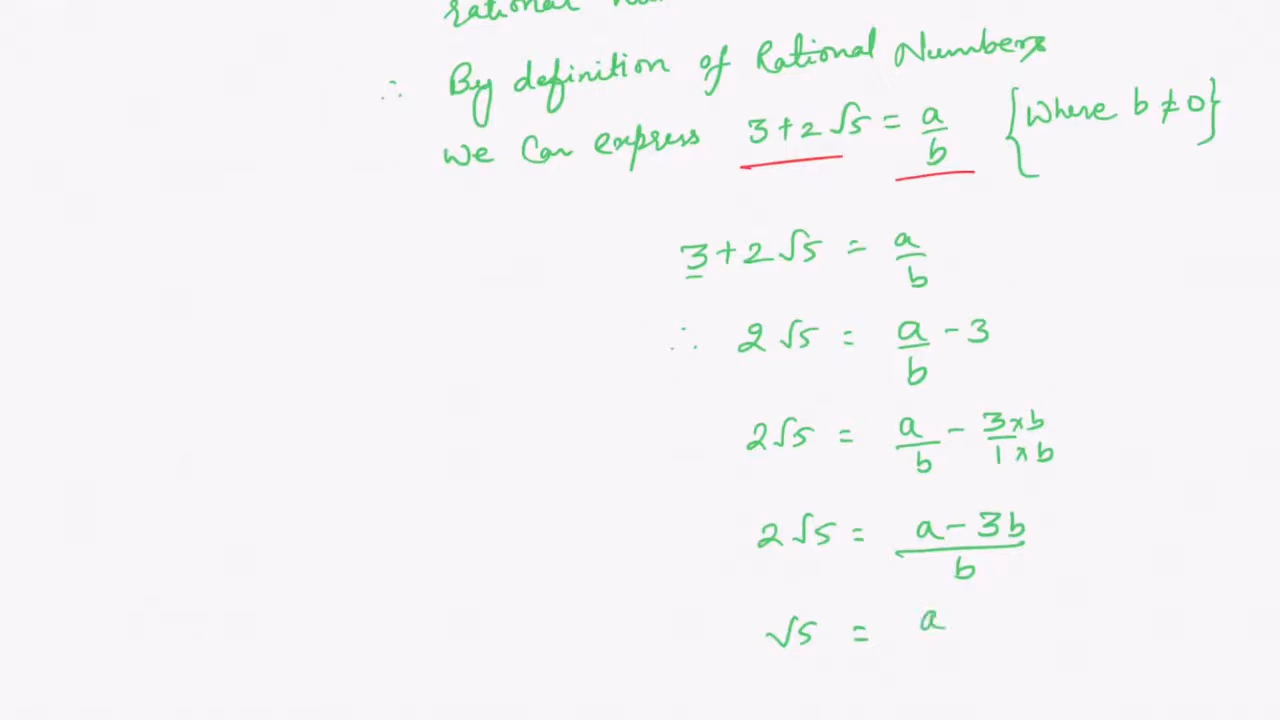 rational
∴ By definition of Rational Numbers
We Can express 3+2√5 = a/b {Where b ≠ 0}
3+2√5 = a/b
∴ 2√5 = a/b - 3
2√5 = a/b - 3×b/1×b
2√5 = a-3b/b
√5 = a